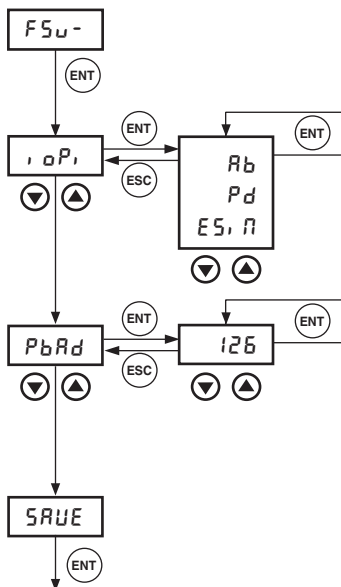 FSu-
ENT
ioPi
ENT
ESC
Ab
Pd
ESiM
ENT
PbAd
ENT
ESC
126
ENT
SAUE
ENT